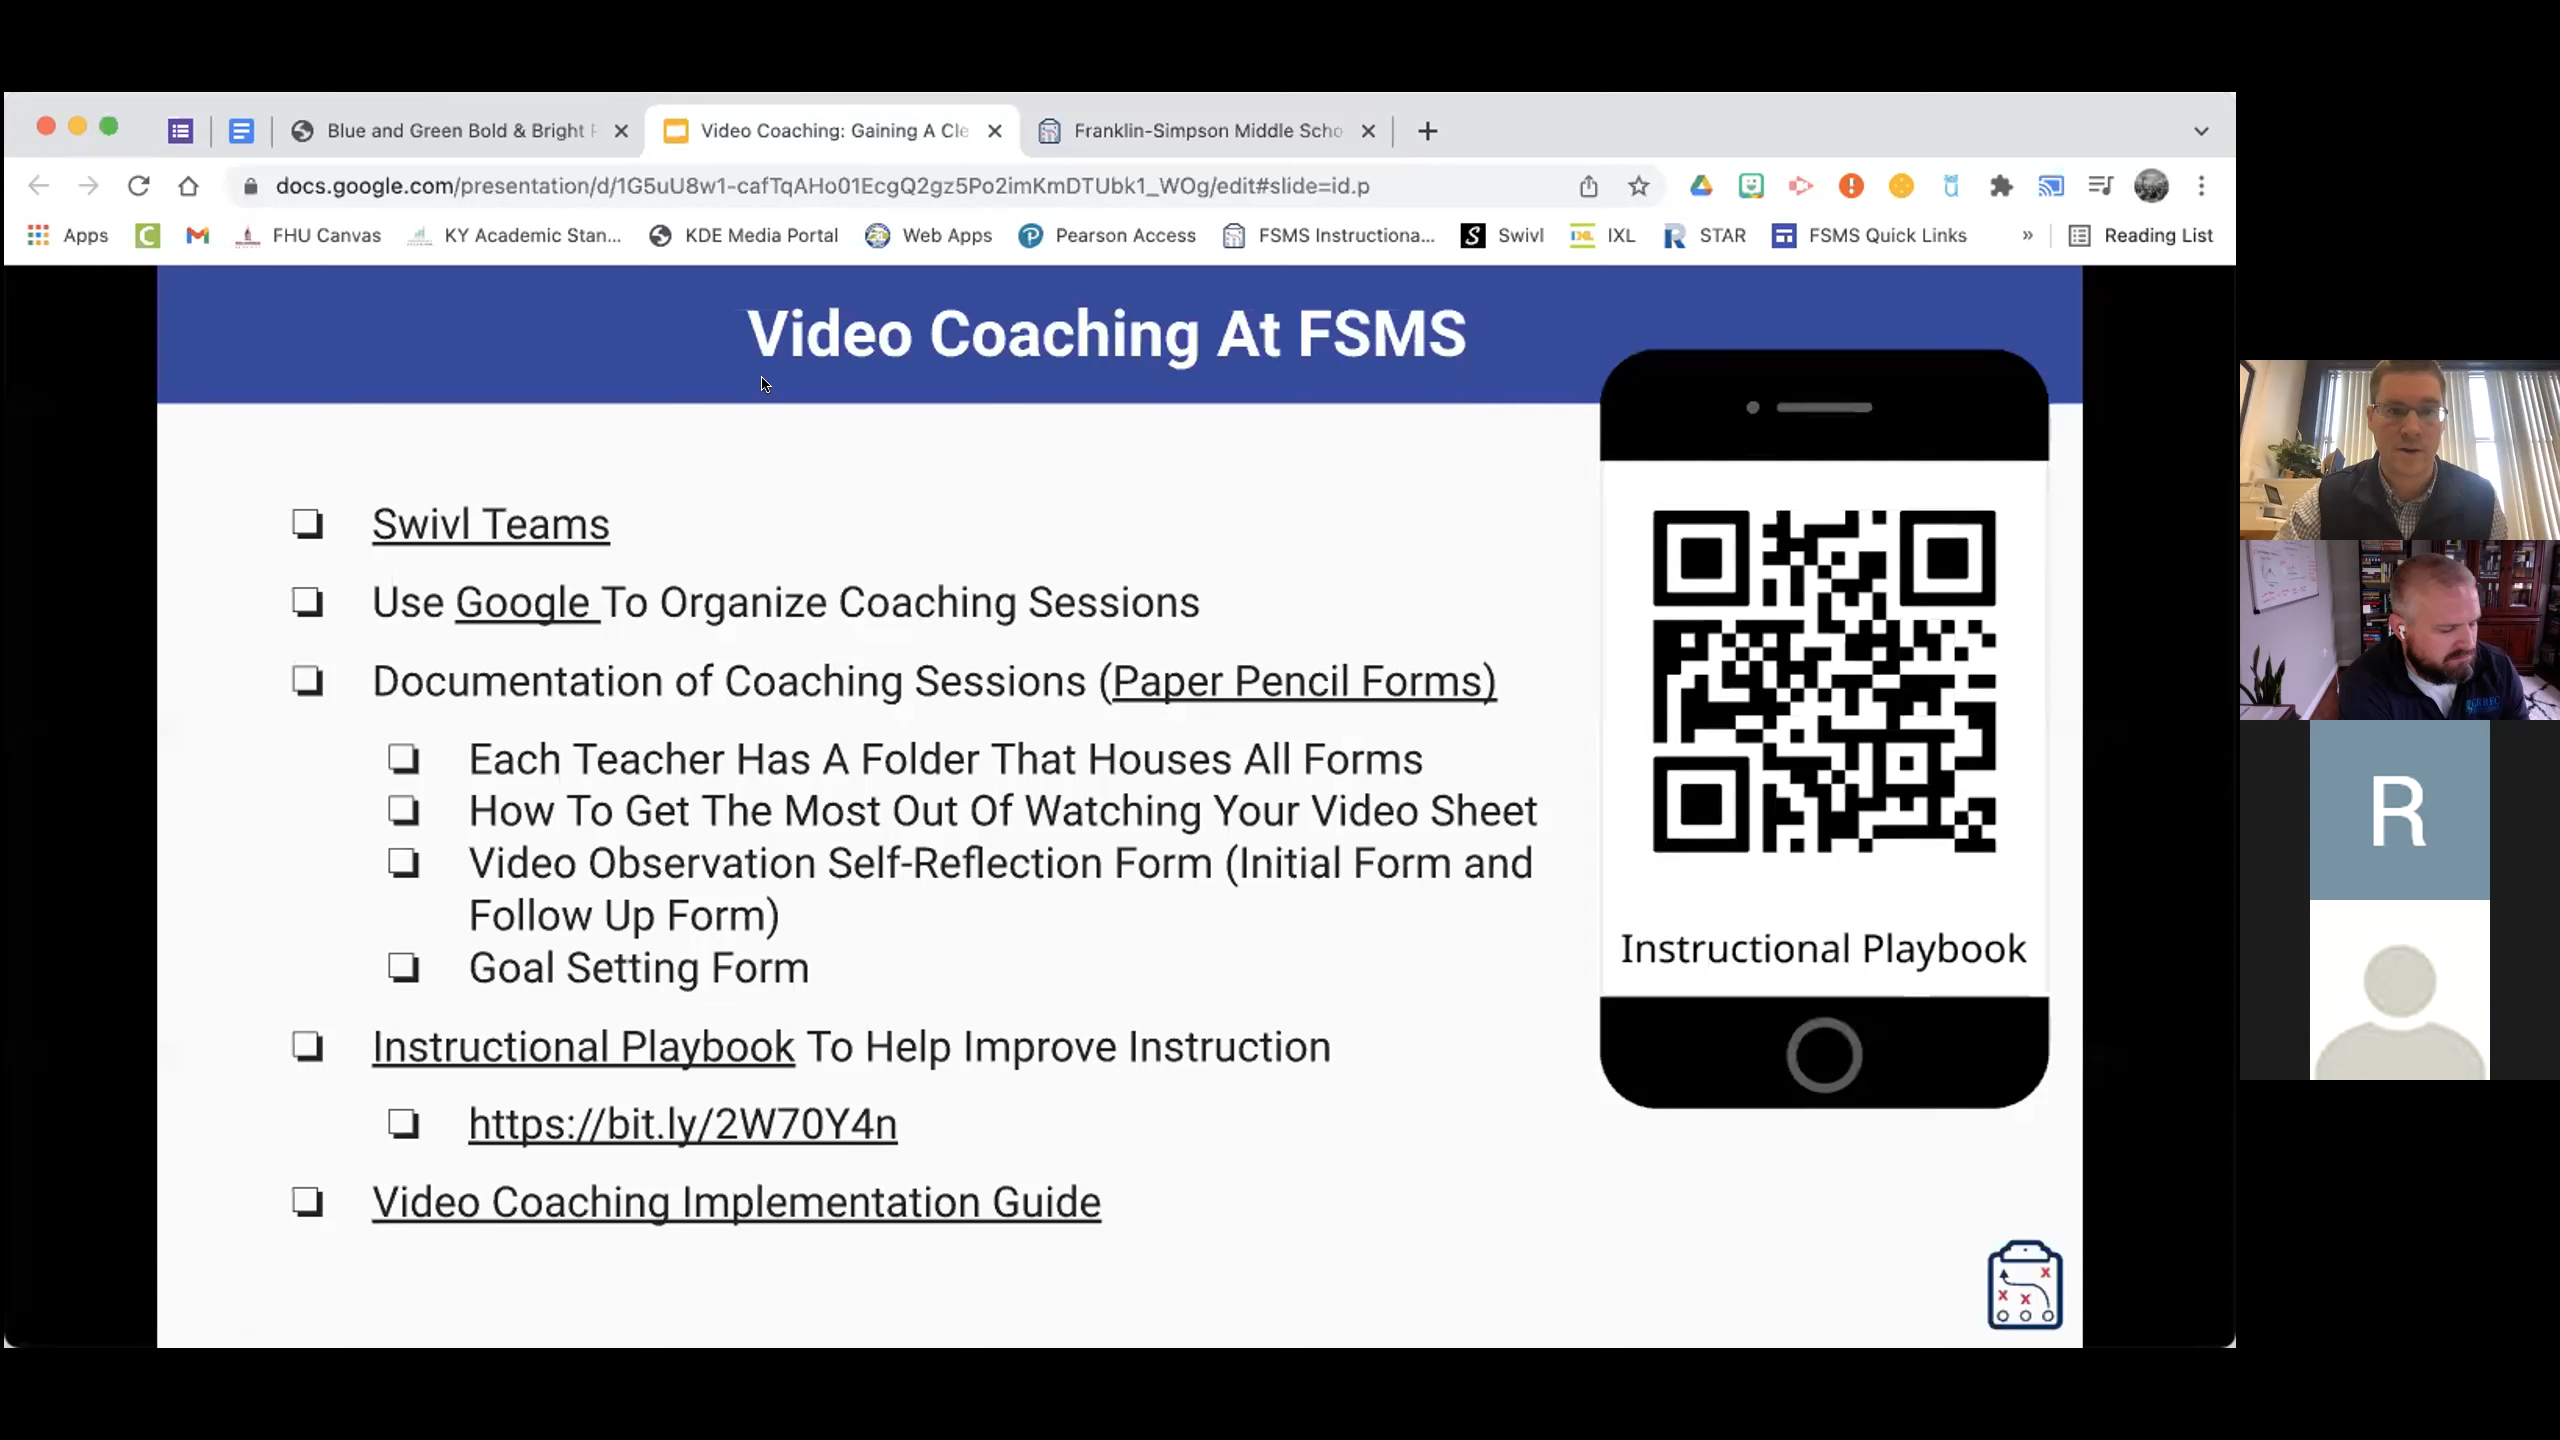 Blue and Green Bold & Bright
Video Coaching: Gaining A Cle
Franklin-Simpson Middle Scho
docs.google.com/presentation/d/1G5uU8w1-cafTqAHo01EcgQ2gz5Po2imKmDTUbk1_WOg/edit#slide=id.p
Apps
FHU Canvas
KY Academic Stan...
KDE Media Portal
Web Apps
Pearson Access
FSMS Instructiona...
Swivl
IXL
STAR
FSMS Quick Links
»
Reading List
Video Coaching At FSMS
Swivl Teams
Use Google To Organize Coaching Sessions
Documentation of Coaching Sessions (Paper Pencil Forms)
Each Teacher Has A Folder That Houses All Forms
How To Get The Most Out Of Watching Your Video Sheet
Video Observation Self-Reflection Form (Initial Form and
Follow Up Form)
Goal Setting Form
Instructional Playbook To Help Improve Instruction
https://bit.ly/2W70Y4n
Video Coaching Implementation Guide
Instructional Playbook
GRREC
R